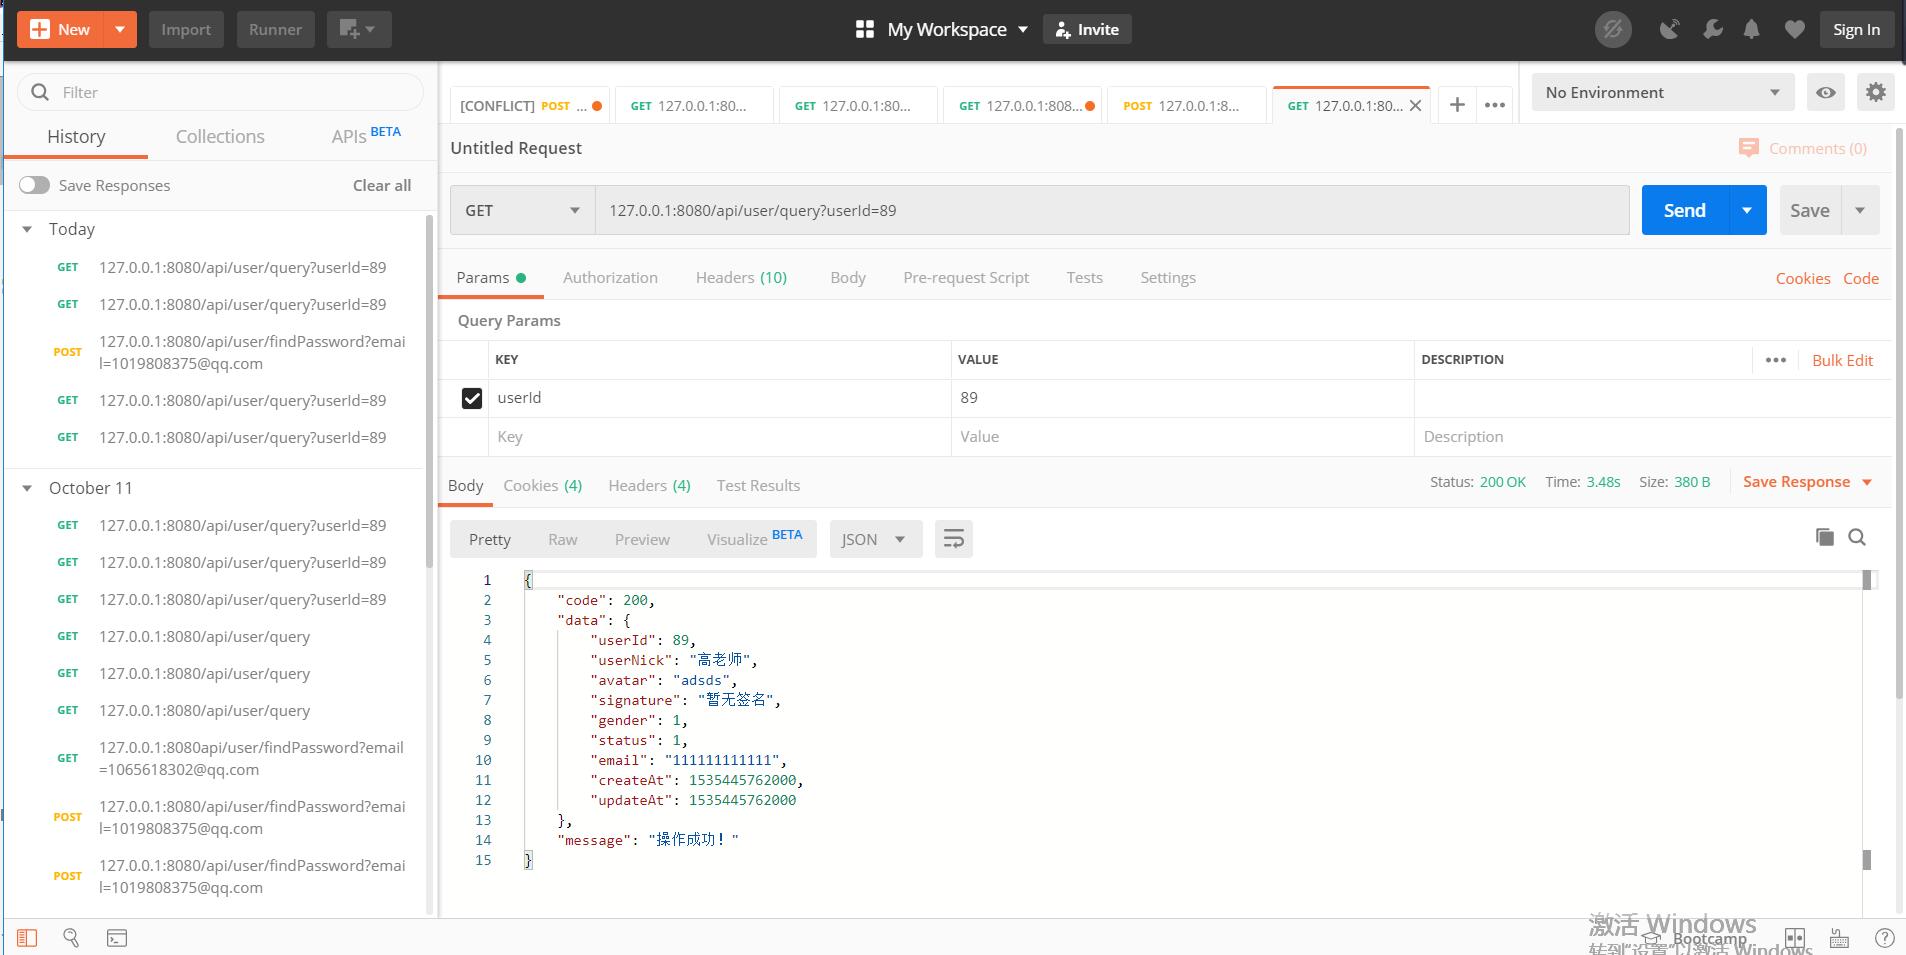 New
Import
Runner
My Workspace
Invite
Sign In
Filter
History
Collections
APIs BETA
Save Responses
Clear all
Today
GET 127.0.0.1:8080/api/user/query?userId=89
GET 127.0.0.1:8080/api/user/query?userId=89
POST 127.0.0.1:8080/api/user/findPassword?emai
l=1019808375@qq.com
GET 127.0.0.1:8080/api/user/query?userId=89
GET 127.0.0.1:8080/api/user/query?userId=89
October 11
GET 127.0.0.1:8080/api/user/query?userId=89
GET 127.0.0.1:8080/api/user/query?userId=89
GET 127.0.0.1:8080/api/user/query?userId=89
GET 127.0.0.1:8080/api/user/query
GET 127.0.0.1:8080/api/user/query
GET 127.0.0.1:8080/api/user/query
GET 127.0.0.1:8080api/user/findPassword?email
=1065618302@qq.com
POST 127.0.0.1:8080/api/user/findPassword?emai
l=1019808375@qq.com
POST 127.0.0.1:8080/api/user/findPassword?emai
l=1019808375@qq.com
[CONFLICT] POST ...
GET 127.0.0.1:80...
GET 127.0.0.1:80...
GET 127.0.0.1:808...
POST 127.0.0.1:8...
GET 127.0.0.1:80...
No Environment
Untitled Request
Comments (0)
GET
127.0.0.1:8080/api/user/query?userId=89
Send
Save
Params
Authorization
Headers (10)
Body
Pre-request Script
Tests
Settings
Cookies
Code
Query Params
KEY VALUE DESCRIPTION
Bulk Edit
userId 89
Key Value Description
Body
Cookies (4)
Headers (4)
Test Results
Status: 200 OK
Time: 3.48s
Size: 380 B
Save Response
Pretty
Raw
Preview
Visualize BETA
JSON
1 {
2 "code": 200,
3 "data": {
4 "userId": 89,
5 "userNick": "高老师",
6 "avatar": "adsds",
7 "signature": "暂无签名",
8 "gender": 1,
9 "status": 1,
10 "email": "111111111111",
11 "createAt": 1535445762000,
12 "updateAt": 1535445762000
13 },
14 "message": "操作成功！"
15 }
激活 Windows
转到"设置"以激活 Windows
Bootcamp